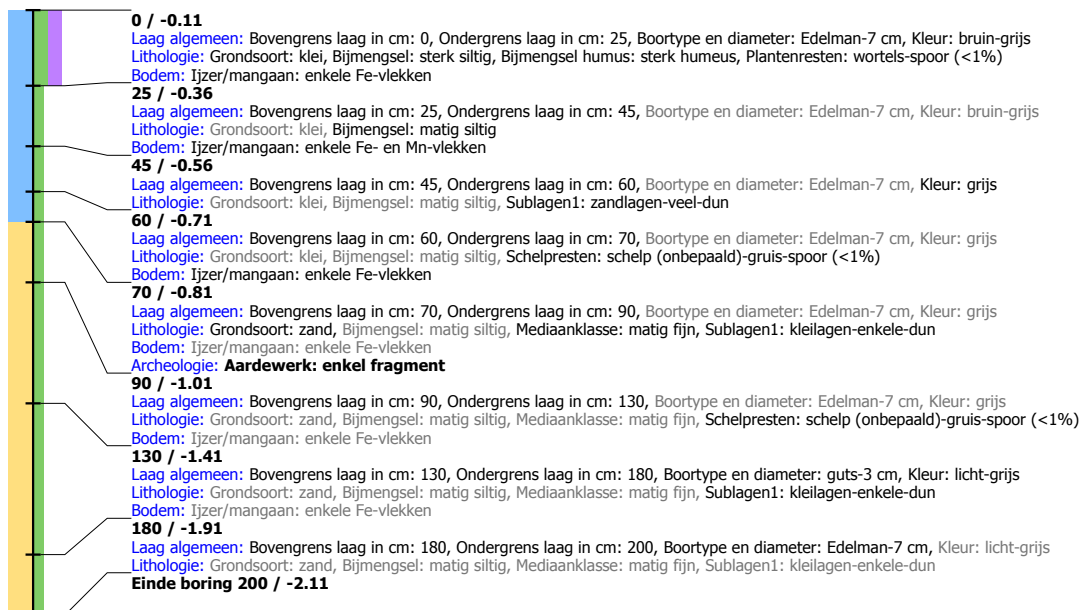 0 / -0.11
Laag algemeen: Bovengrens laag in cm: 0, Ondergrens laag in cm: 25, Boortype en diameter: Edelman-7 cm, Kleur: bruin-grijs
Lithologie: Grondsoort: klei, Bijmengsel: sterk siltig, Bijmengsel humus: sterk humeus, Plantenresten: wortels-spoor (<1%)
Bodem: Ijzer/mangaan: enkele Fe-vlekken
25 / -0.36
Laag algemeen: Bovengrens laag in cm: 25, Ondergrens laag in cm: 45, Boortype en diameter: Edelman-7 cm, Kleur: bruin-grijs
Lithologie: Grondsoort: klei, Bijmengsel: matig siltig
Bodem: Ijzer/mangaan: enkele Fe- en Mn-vlekken
45 / -0.56
Laag algemeen: Bovengrens laag in cm: 45, Ondergrens laag in cm: 60, Boortype en diameter: Edelman-7 cm, Kleur: grijs
Lithologie: Grondsoort: klei, Bijmengsel: matig siltig, Sublagen1: zandlagen-veel-dun
60 / -0.71
Laag algemeen: Bovengrens laag in cm: 60, Ondergrens laag in cm: 70, Boortype en diameter: Edelman-7 cm, Kleur: grijs
Lithologie: Grondsoort: klei, Bijmengsel: matig siltig, Schelpresten: schelp (onbepaald)-gruis-spoor (<1%)
Bodem: Ijzer/mangaan: enkele Fe-vlekken
70 / -0.81
Laag algemeen: Bovengrens laag in cm: 70, Ondergrens laag in cm: 90, Boortype en diameter: Edelman-7 cm, Kleur: grijs
Lithologie: Grondsoort: zand, Bijmengsel: matig siltig, Mediaanklasse: matig fijn, Sublagen1: kleilagen-enkele-dun
Bodem: Ijzer/mangaan: enkele Fe-vlekken
Archeologie: Aardewerk: enkel fragment
90 / -1.01
Laag algemeen: Bovengrens laag in cm: 90, Ondergrens laag in cm: 130, Boortype en diameter: Edelman-7 cm, Kleur: grijs
Lithologie: Grondsoort: zand, Bijmengsel: matig siltig, Mediaanklasse: matig fijn, Schelpresten: schelp (onbepaald)-gruis-spoor (<1%)
Bodem: Ijzer/mangaan: enkele Fe-vlekken
130 / -1.41
Laag algemeen: Bovengrens laag in cm: 130, Ondergrens laag in cm: 180, Boortype en diameter: guts-3 cm, Kleur: licht-grijs
Lithologie: Grondsoort: zand, Bijmengsel: matig siltig, Mediaanklasse: matig fijn, Sublagen1: kleilagen-enkele-dun
Bodem: Ijzer/mangaan: enkele Fe-vlekken
180 / -1.91
Laag algemeen: Bovengrens laag in cm: 180, Ondergrens laag in cm: 200, Boortype en diameter: Edelman-7 cm, Kleur: licht-grijs
Lithologie: Grondsoort: zand, Bijmengsel: matig siltig, Mediaanklasse: matig fijn, Sublagen1: kleilagen-enkele-dun
Einde boring 200 / -2.11